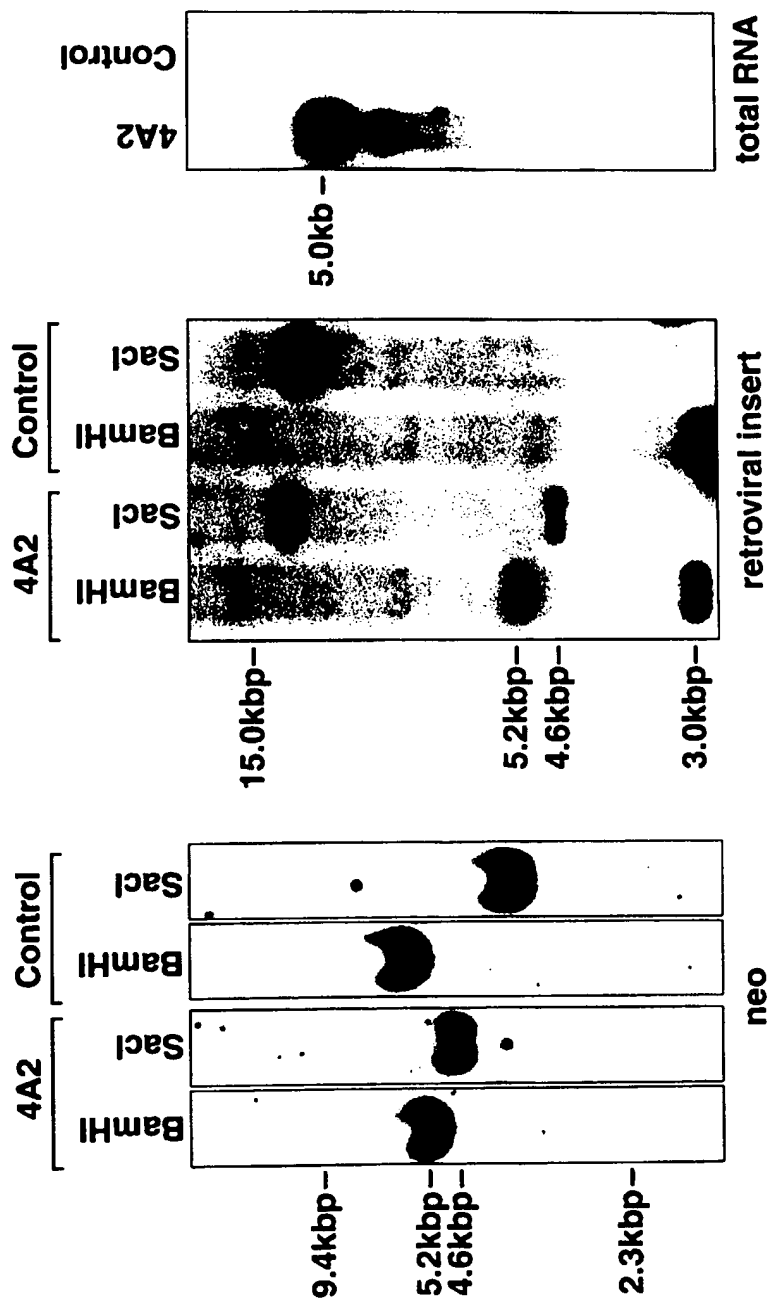 4A2
Control
BamHI
SacI
BamHI
SacI
9.4kbp–
5.2kbp–
4.6kbp–
2.3kbp–
neo
4A2
Control
BamHI
SacI
BamHI
SacI
15.0kbp–
5.2kbp–
4.6kbp–
3.0kbp–
retroviral insert
4A2
Control
5.0kb –
total RNA